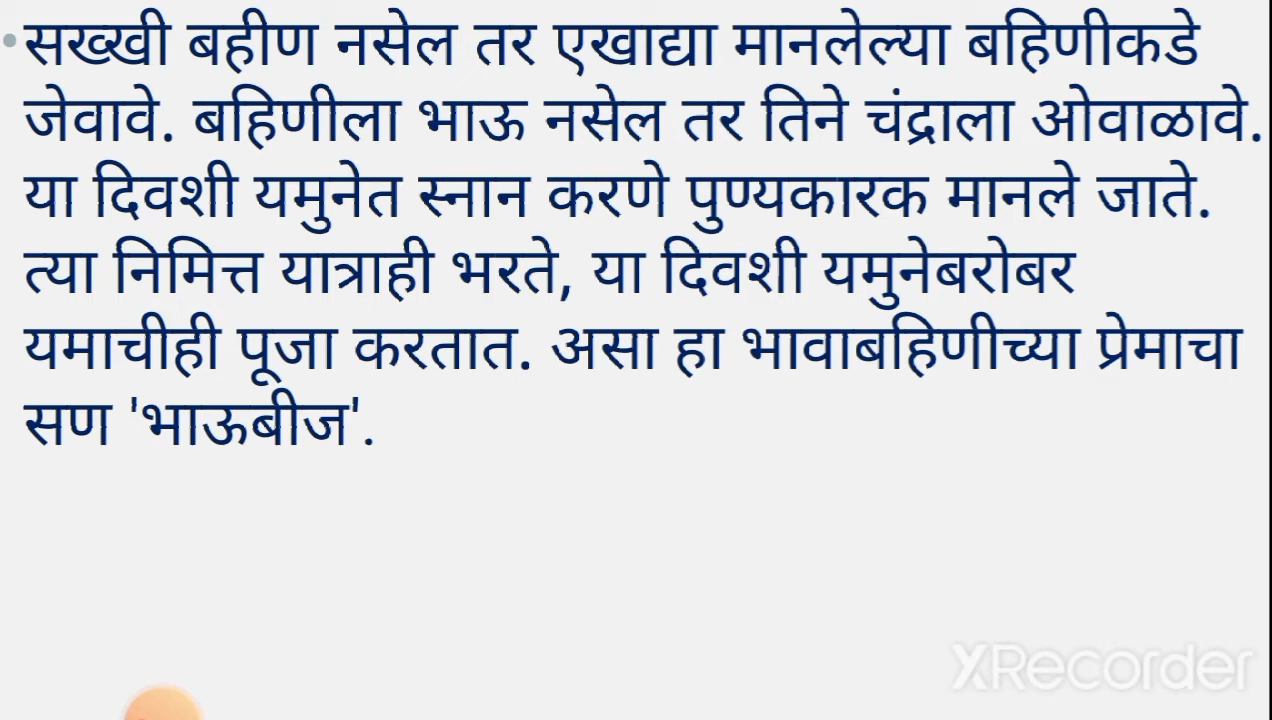 सख्खी बहीण नसेल तर एखाद्या मानलेल्या बहिणीकडे
जेवावे. बहिणीला भाऊ नसेल तर तिने चंद्राला ओवाळावे.
या दिवशी यमुनेत स्नान करणे पुण्यकारक मानले जाते.
त्या निमित्त यात्राही भरते, या दिवशी यमुनेबरोबर
यमाचीही पूजा करतात. असा हा भावाबहिणीच्या प्रेमाचा
सण 'भाऊबीज'.
XRecorder